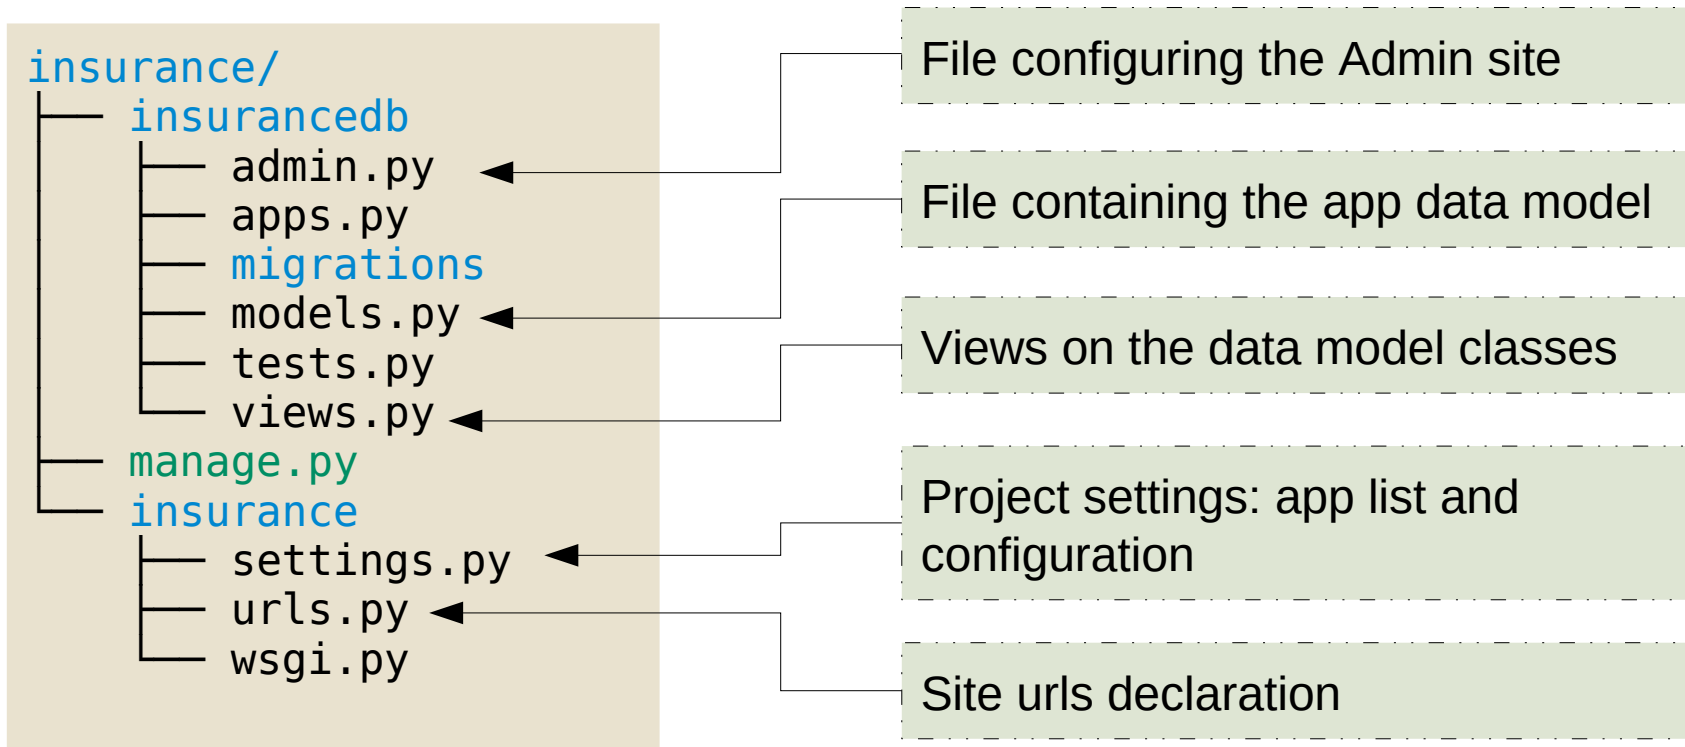 insurance/
insurancedb
admin.py
apps.py
migrations
models.py
tests.py
views.py
manage.py
insurance
settings.py
urls.py
wsgi.py
File configuring the Admin site
File containing the app data model
Views on the data model classes
Project settings: app list and
configuration
Site urls declaration